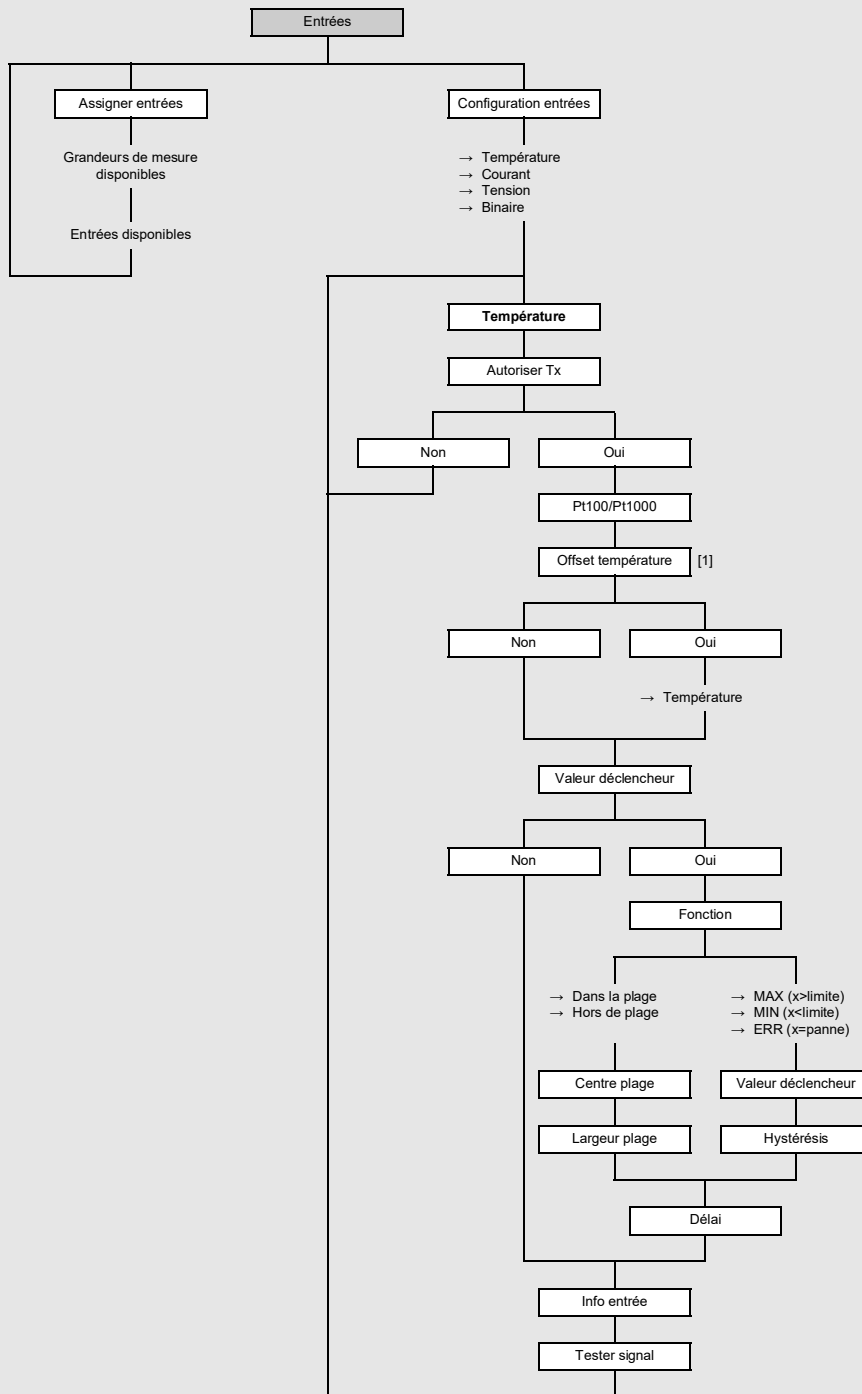 Entrées
Assigner entrées
Configuration entrées
Grandeurs de mesure
disponibles
Entrées disponibles
→ Température
→ Courant
→ Tension
→ Binaire
Température
Autoriser Tx
Non
Oui
Pt100/Pt1000
Offset température [1]
Non
Oui
→ Température
Valeur déclencheur
Non
Oui
Fonction
→ Dans la plage
→ Hors de plage
→ MAX (x>limite)
→ MIN (x<limite)
→ ERR (x=panne)
Centre plage
Valeur déclencheur
Largeur plage
Hystérésis
Délai
Info entrée
Tester signal